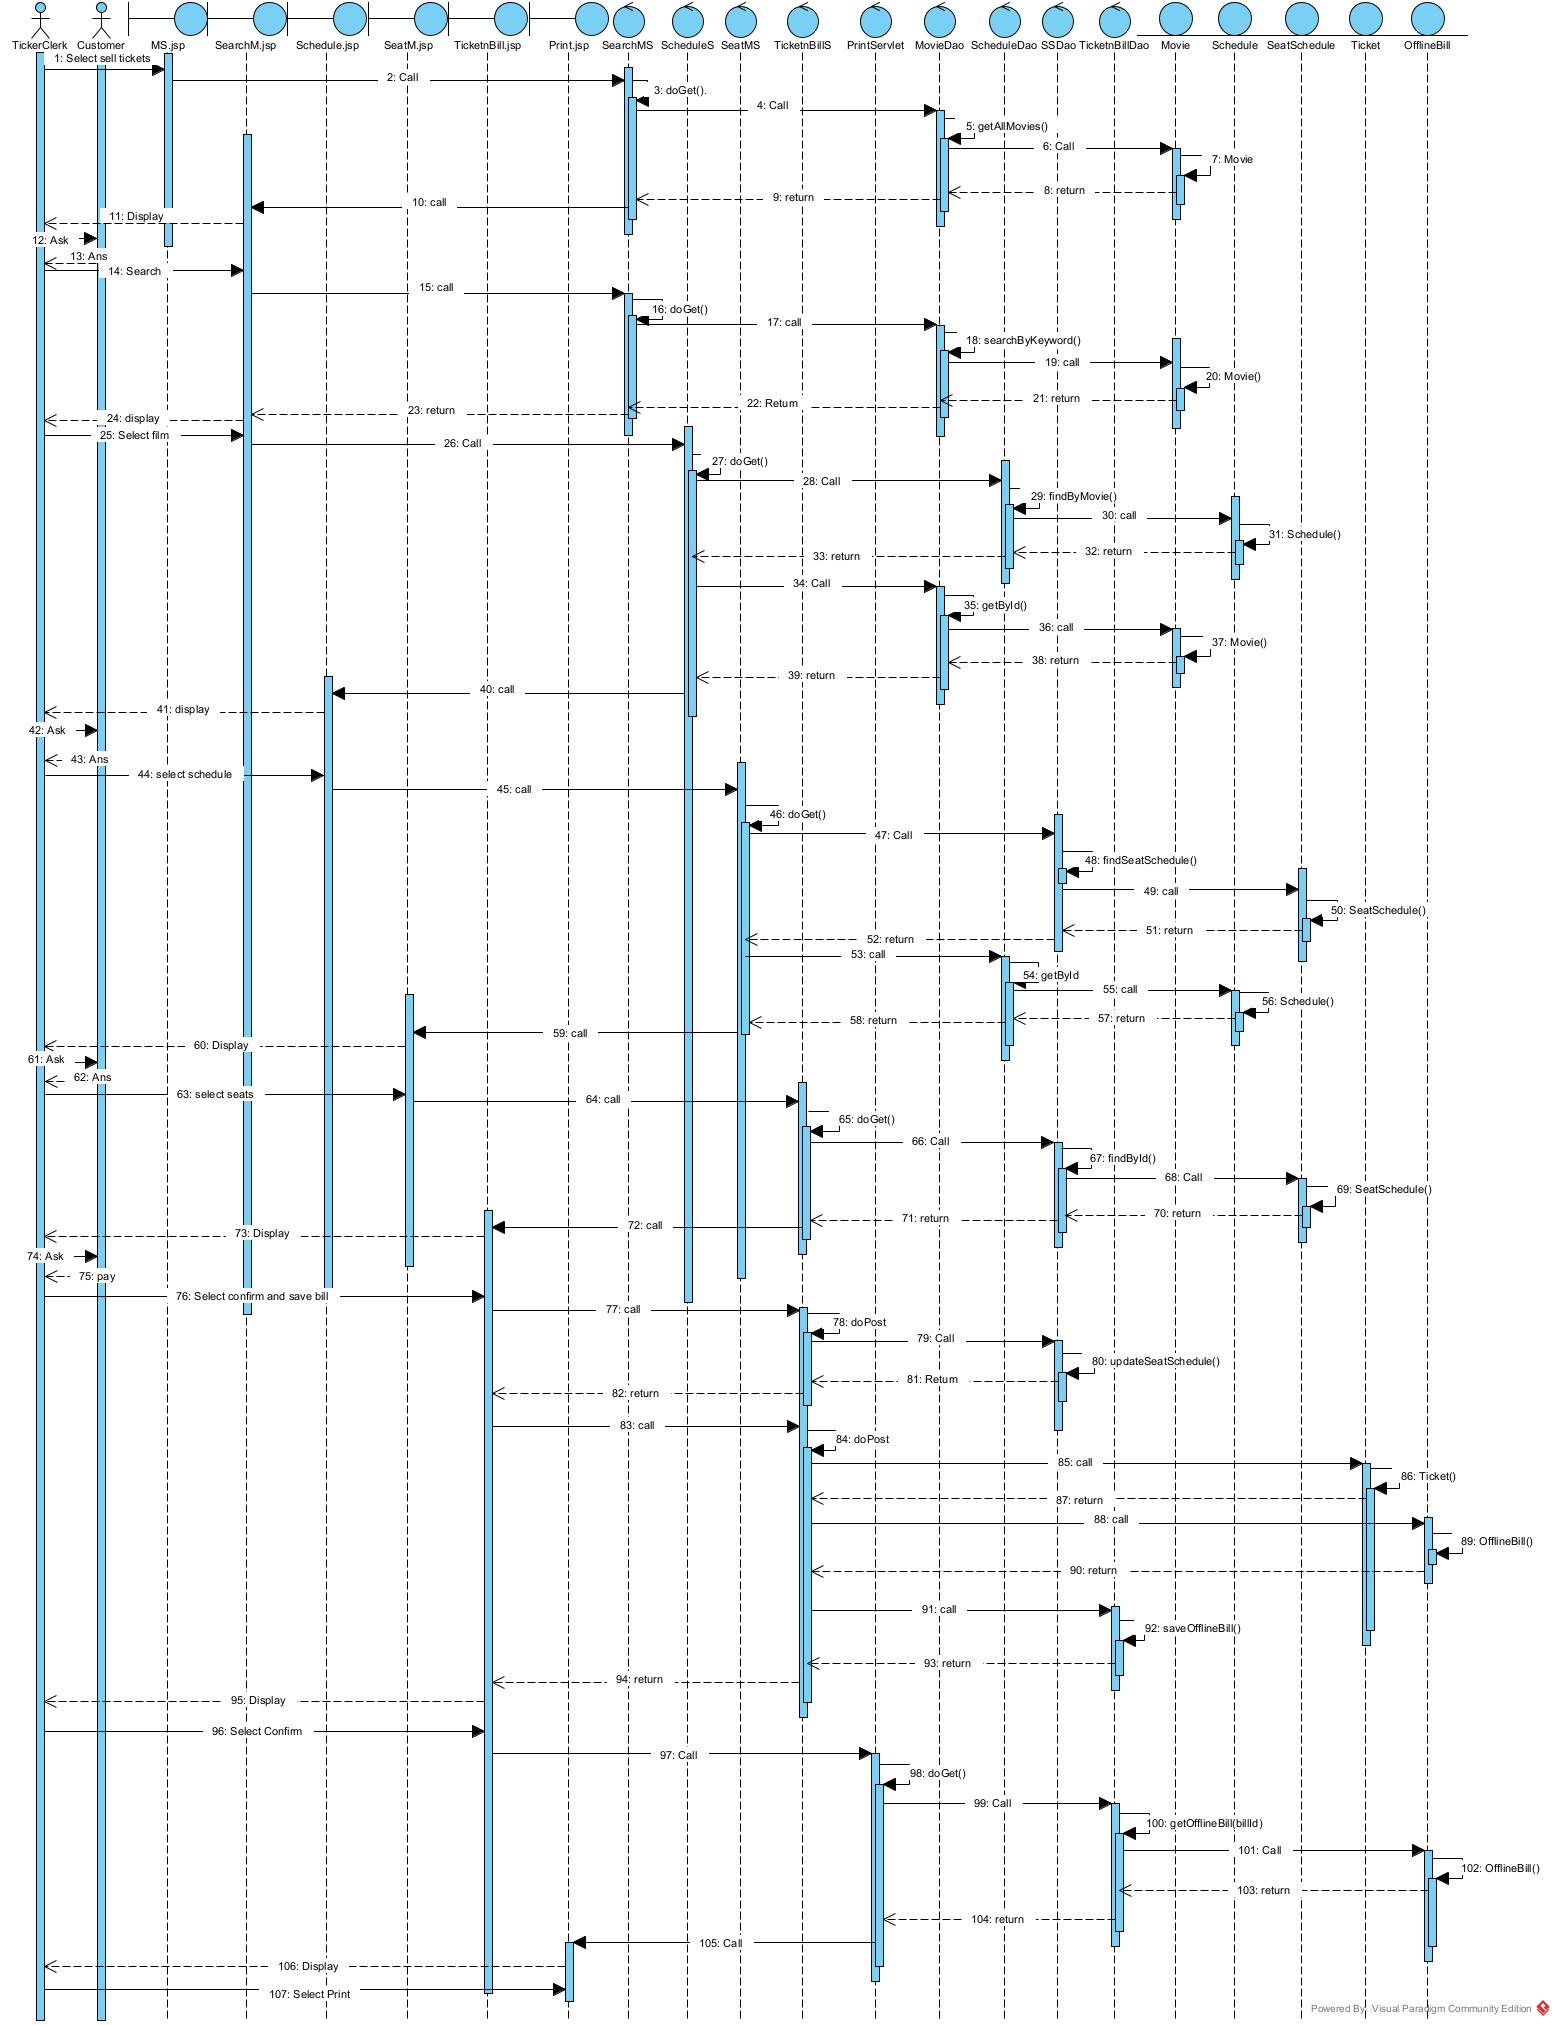 TickerClerk Customer MS.jsp SearchM.jsp Schedule.jsp SeatM.jsp TicketnBill.jsp Print.jsp SearchMS ScheduleS SeatMS TicketnBillS PrintServlet MovieDao ScheduleDao SSDao TicketnBillDao Movie Schedule SeatSchedule Ticket OfflineBill
1: Select sell tickets
2: Call
3: doGet().
4: Call
5: getAllMovies()
6: Call
7: Movie
8: return
9: return
10: call
11: Display
12: Ask
13: Ans
14: Search
15: call
16: doGet()
17: call
18: searchByKeyword()
19: call
20: Movie()
21: return
22: Return
23: return
24: display
25: Select film
26: Call
27: doGet()
28: Call
29: findByMovie()
30: call
31: Schedule()
32: return
33: return
34: Call
35: getById()
36: call
37: Movie()
38: return
39: return
40: call
41: display
42: Ask
43: Ans
44: select schedule
45: call
46: doGet()
47: Call
48: findSeatSchedule()
49: call
50: SeatSchedule()
51: return
52: return
53: call
54: getById
55: call
56: Schedule()
57: return
58: return
59: call
60: Display
61: Ask
62: Ans
63: select seats
64: call
65: doGet()
66: Call
67: findById()
68: Call
69: SeatSchedule()
70: return
71: return
72: call
73: Display
74: Ask
75: pay
76: Select confirm and save bill
77: call
78: doPost
79: Call
80: updateSeatSchedule()
81: Return
82: return
83: call
84: doPost
85: call
86: Ticket()
87: return
88: call
89: OfflineBill()
90: return
91: call
92: saveOfflineBill()
93: return
94: return
95: Display
96: Select Confirm
97: Call
98: doGet()
99: Call
100: getOfflineBill(billId)
101: Call
102: OfflineBill()
103: return
104: return
105: Call
106: Display
107: Select Print
Powered By: Visual Paradigm Community Edition